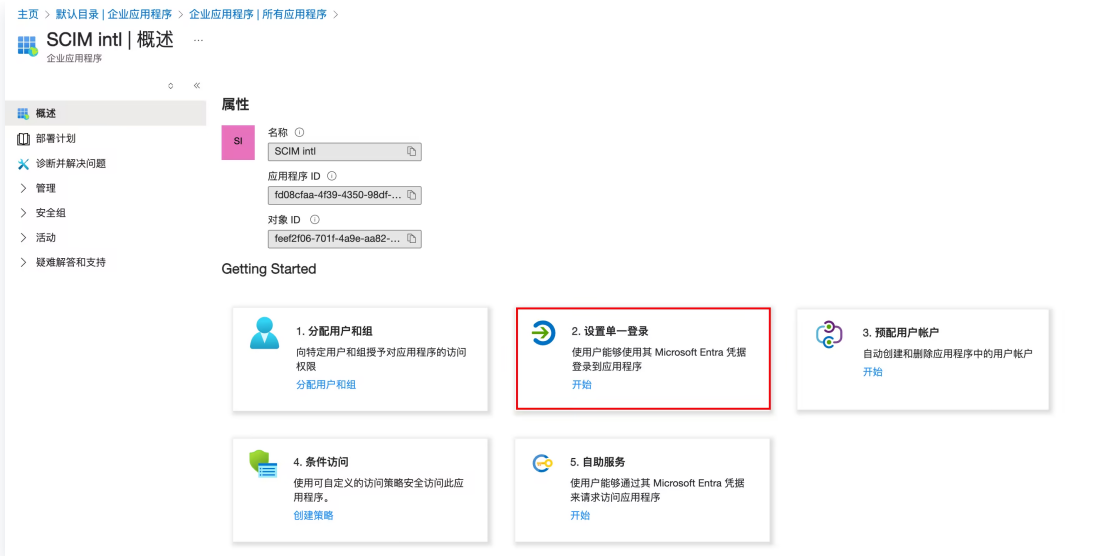 主页 > 默认目录 | 企业应用程序 > 企业应用程序 | 所有应用程序 >
SCIM intl | 概述 ...
企业应用程序
概述
部署计划
诊断并解决问题
管理
安全组
活动
疑难解答和支持
属性
SI
名称
SCIM intl
应用程序 ID
fd08cfaa-4f39-4350-98df-...
对象 ID
feef2f06-701f-4a9e-aa82-...
Getting Started
1. 分配用户和组
向特定用户和组授予对应用程序的访问
权限
分配用户和组
2. 设置单一登录
使用户能够使用其 Microsoft Entra 凭据
登录到应用程序
开始
3. 预配用户帐户
自动创建和删除应用程序中的用户帐户
开始
4. 条件访问
使用可自定义的访问策略安全访问此应
用程序。
创建策略
5. 自助服务
使用户能够通过其 Microsoft Entra 凭据
来请求访问应用程序
开始